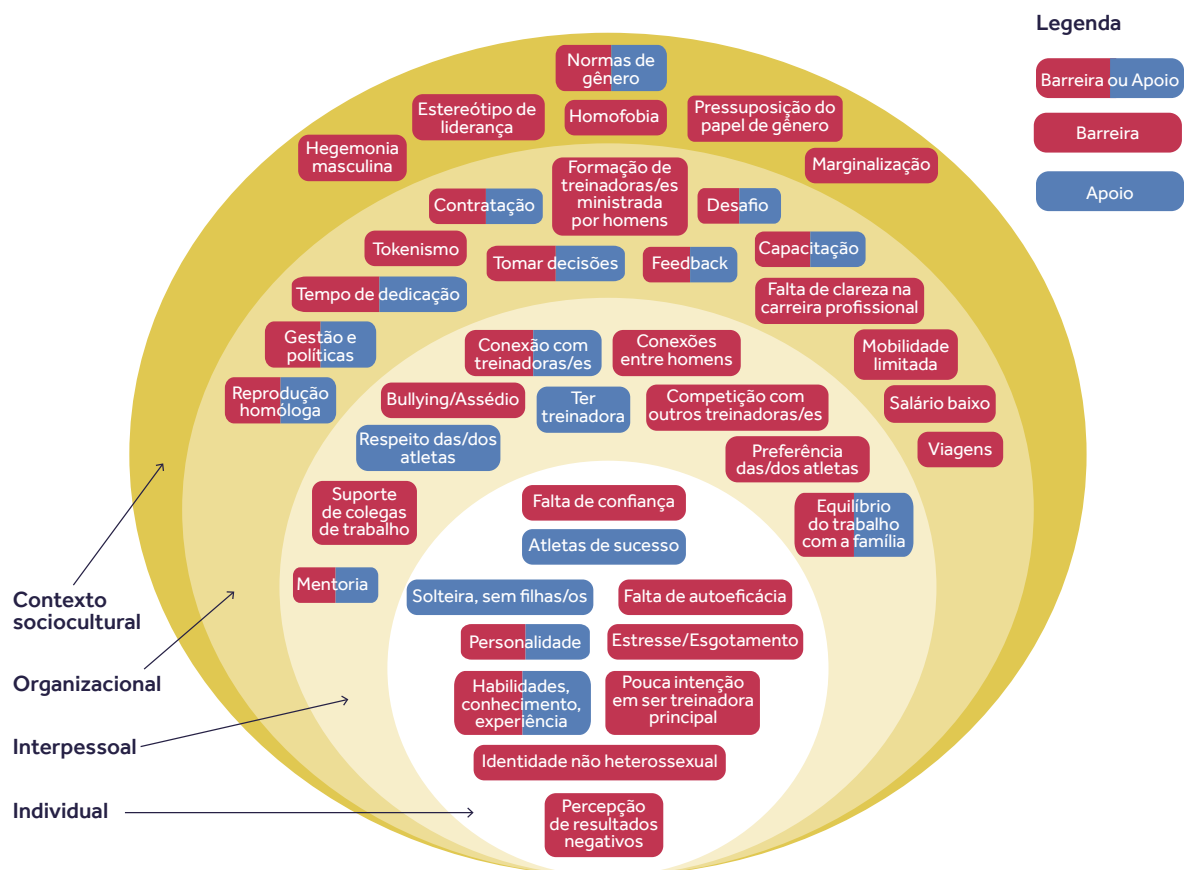 Legenda
Barreira ou Apoio
Barreira
Apoio
Normas de
gênero
Estereótipo de
liderança
Homofobia
Pressuposição do
papel de gênero
Hegemonia
masculina
Marginalização
Formação de
treinadoras/es
ministrada
por homens
Contratação
Desafio
Tokenismo
Tomar decisões
Feedback
Capacitação
Tempo de dedicação
Falta de clareza na
carreira profissional
Gestão e
políticas
Mobilidade
limitada
Reprodução
homóloga
Salário baixo
Viagens
Conexão com
treinadoras/es
Conexões
entre homens
Bullying/Assédio
Ter
treinadora
Competição com
outros treinadoras/es
Respeito das/dos
atletas
Preferência
das/dos atletas
Suporte
de colegas
de trabalho
Equilíbrio
do trabalho
com a família
Mentoria
Falta de confiança
Atletas de sucesso
Solteira, sem filhas/os
Falta de autoeficácia
Personalidade
Estresse/Esgotamento
Habilidades,
conhecimento,
experiência
Pouca intenção
em ser treinadora
principal
Identidade não heterossexual
Percepção
de resultados
negativos
Contexto
sociocultural
Organizacional
Interpessoal
Individual